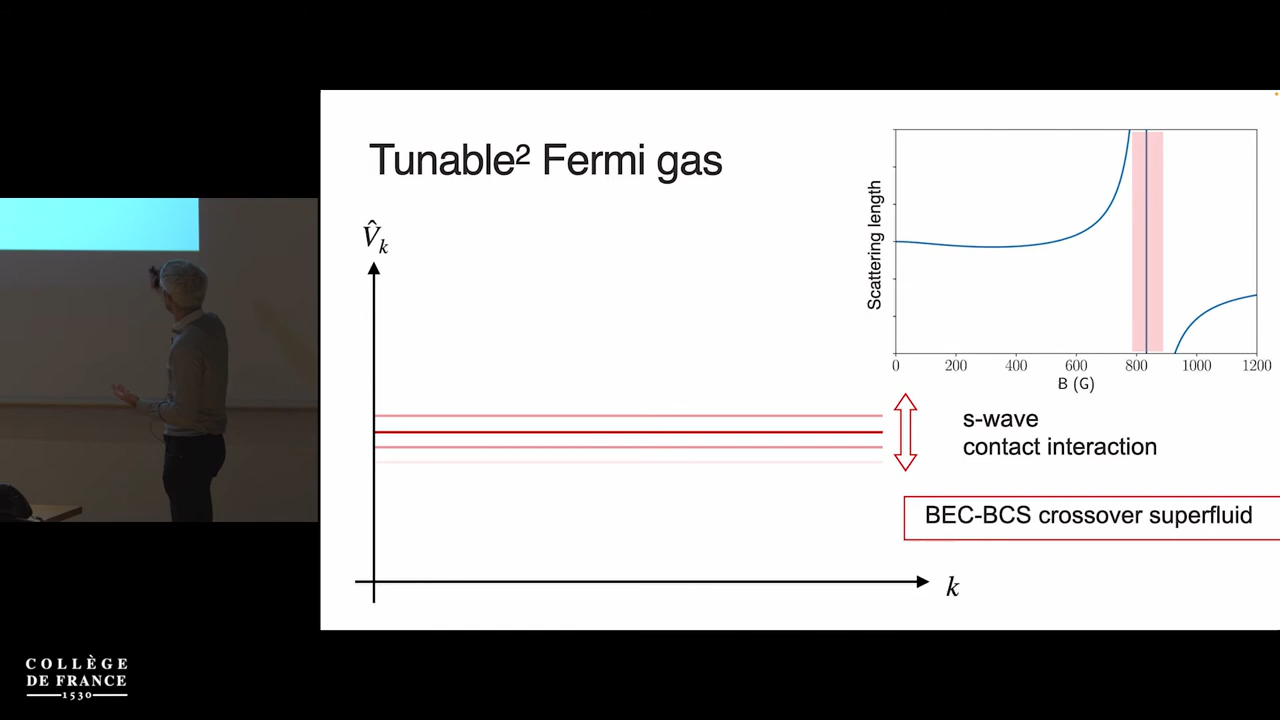 Tunable² Fermi gas
V̂k
k
Scattering length
0 200 400 600 800 1000 1200
B (G)
s-wave
contact interaction
BEC-BCS crossover superfluid
COLLÈGE
DE FRANCE
1530